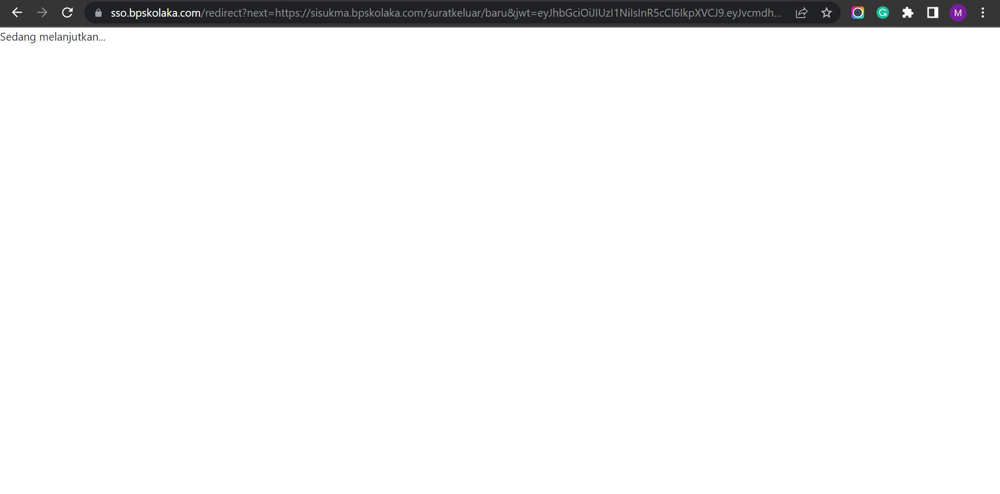 sso.bpskolaka.com/redirect?next=https://sisukma.bpskolaka.com/suratkeluar/baru&jwt=eyJhbGciOiJIUzI1NiIsInR5cCI6IkpXVCJ9.eyJvcmdh...
M
Sedang melanjutkan...